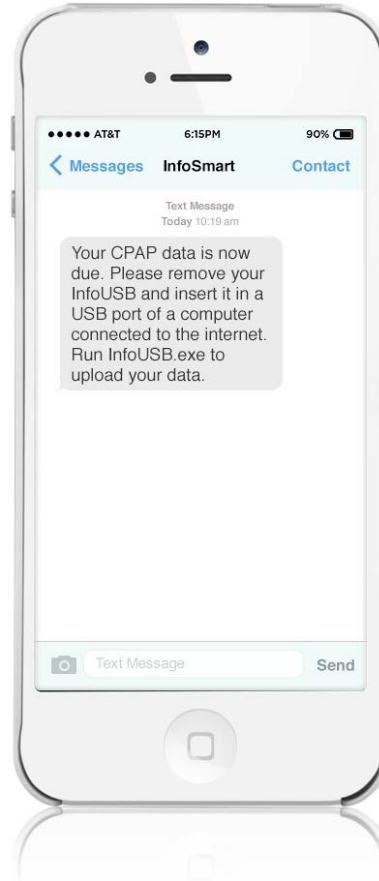 ●●●●● AT&T 6:15PM 90%
Messages InfoSmart Contact
Text Message
Today 10:19 am
Your CPAP data is now
due. Please remove your
InfoUSB and insert it in a
USB port of a computer
connected to the internet.
Run InfoUSB.exe to
upload your data.
Text Message Send